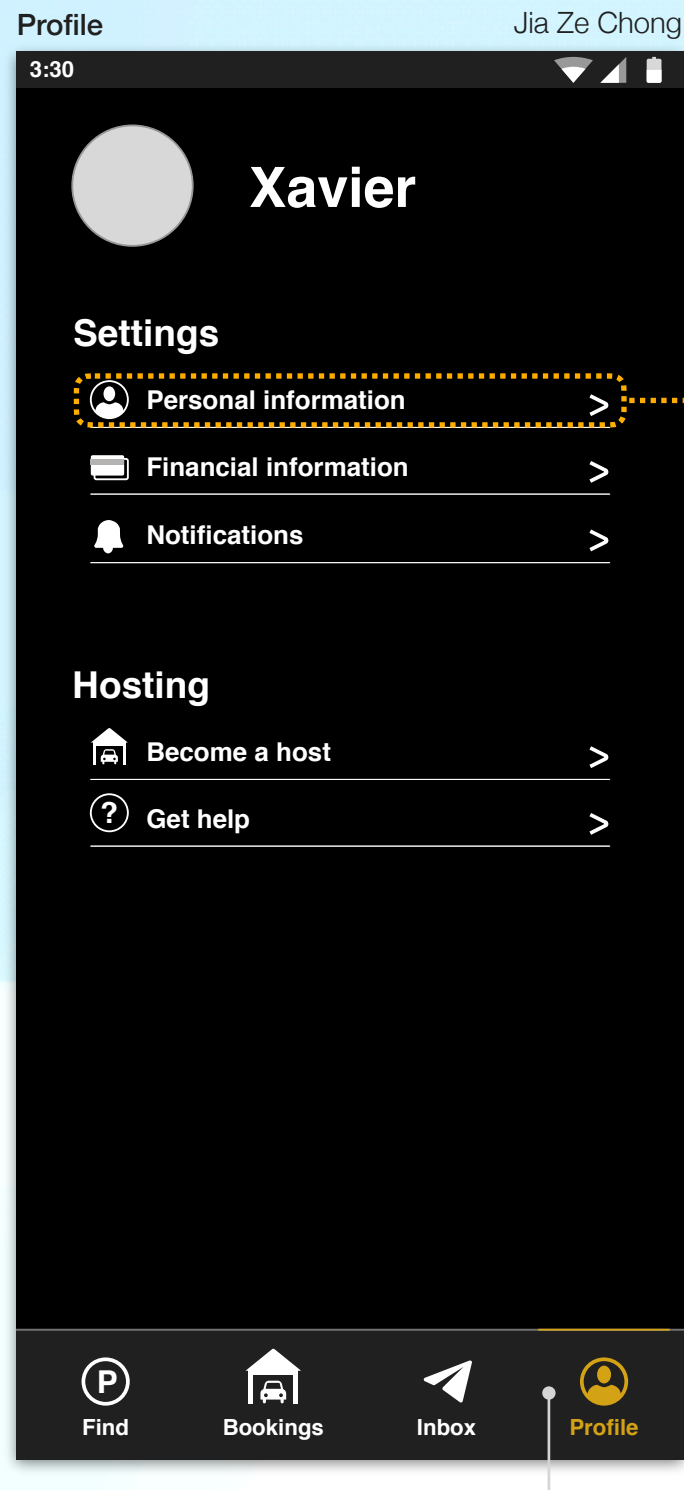 Profile
Jia Ze Chong
3:30
Xavier
Settings
Personal information >
Financial information >
Notifications >
Hosting
Become a host >
? Get help >
P
Find
Bookings
Inbox
Profile